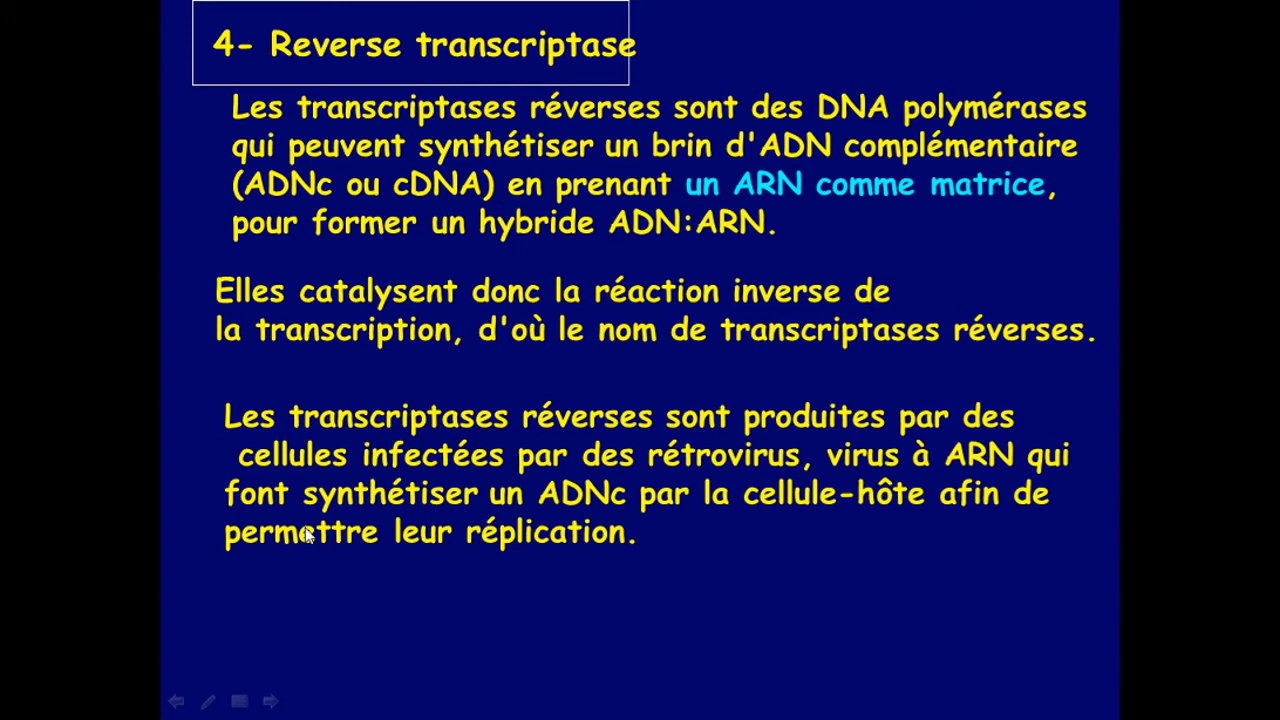 4- Reverse transcriptase
Les transcriptases réverses sont des DNA polymérases
qui peuvent synthétiser un brin d'ADN complémentaire
(ADNc ou cDNA) en prenant un ARN comme matrice,
pour former un hybride ADN:ARN.
Elles catalysent donc la réaction inverse de
la transcription, d'où le nom de transcriptases réverses.
Les transcriptases réverses sont produites par des
cellules infectées par des rétrovirus, virus à ARN qui
font synthétiser un ADNc par la cellule-hôte afin de
permettre leur réplication.